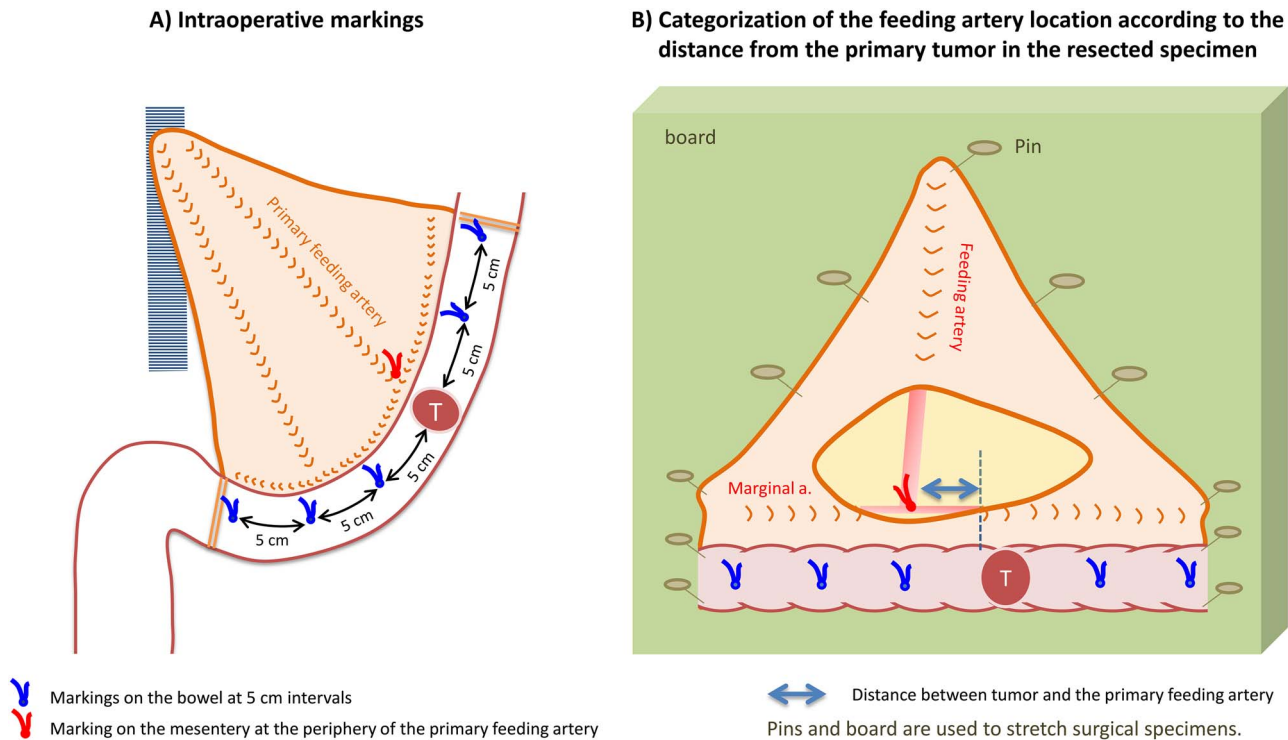 A) Intraoperative markings
Primary feeding artery
5 cm
5 cm
T
5 cm
5 cm
5 cm
Markings on the bowel at 5 cm intervals
Marking on the mesentery at the periphery of the primary feeding artery
B) Categorization of the feeding artery location according to the
distance from the primary tumor in the resected specimen
board
Pin
Feeding artery
Marginal a.
T
Distance between tumor and the primary feeding artery
Pins and board are used to stretch surgical specimens.